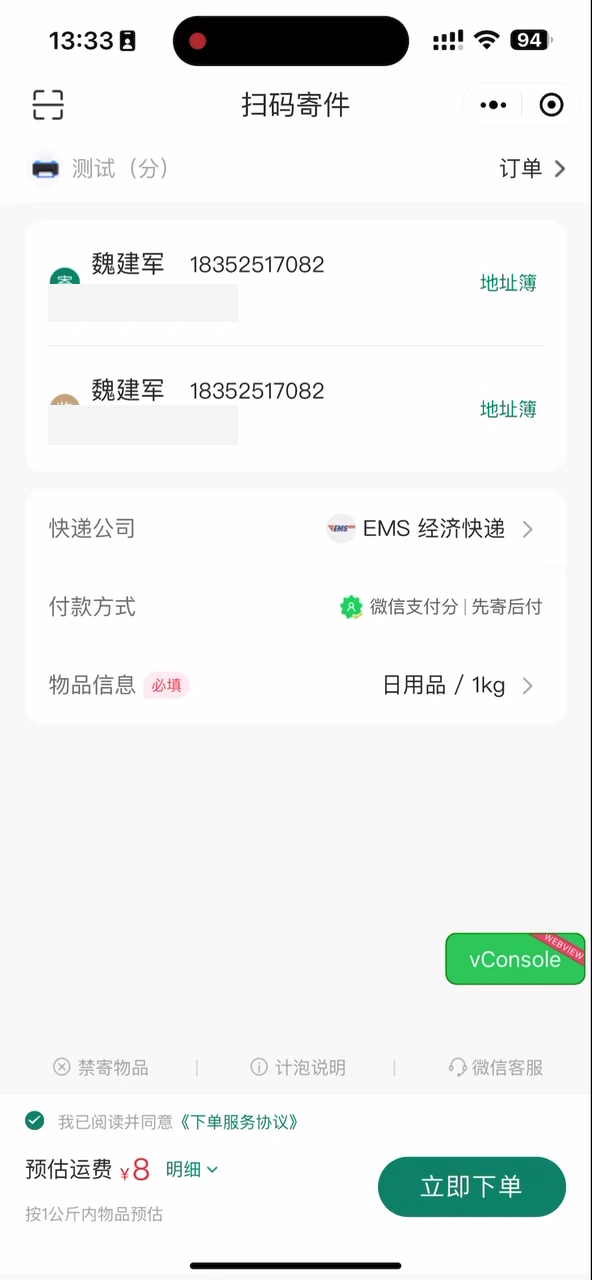 13:33 94
扫码寄件
测试（分） 订单
魏建军 18352517082
地址簿
魏建军 18352517082
地址簿
快递公司 EMS EMS 经济快递
付款方式 微信支付分 | 先寄后付
物品信息 必填 日用品 / 1kg
WEBVIEW
vConsole
禁寄物品 | 计泡说明 | 微信客服
我已阅读并同意《下单服务协议》
预估运费 ¥8 明细 立即下单
按1公斤内物品预估